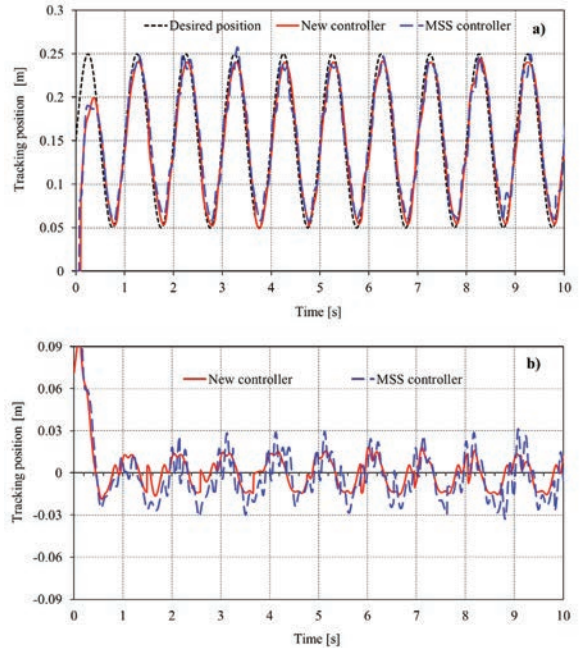 Desired position
New controller
MSS controller
a)
0.3
0.25
0.2
0.15
0.1
0.05
0
Tracking position [m]
0 1 2 3 4 5 6 7 8 9 10
Time [s]
b)
New controller
MSS controller
0.09
0.06
0.03
0
-0.03
-0.06
-0.09
Tracking position [m]
0 1 2 3 4 5 6 7 8 9 10
Time [s]